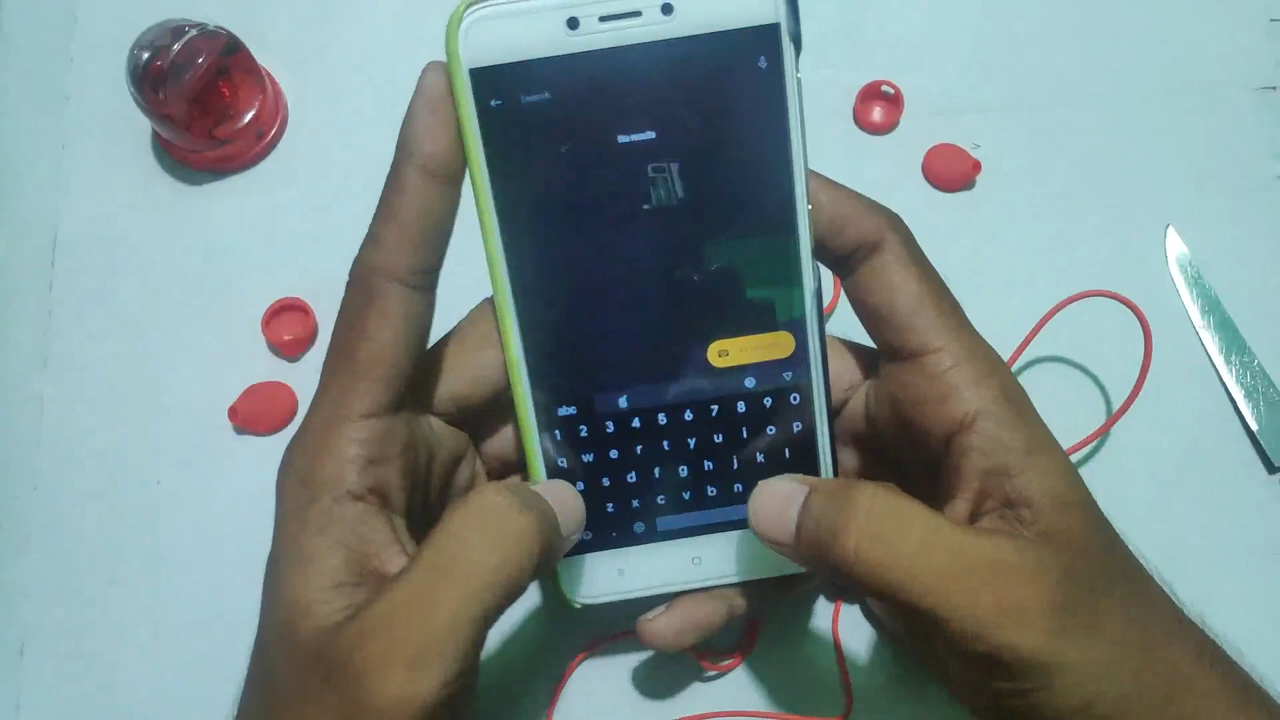 Search
No results
abc
1 2 3 4 5 6 7 8 9 0
q w e r t y u i o p
a s d f g h j k l
z x c v b n